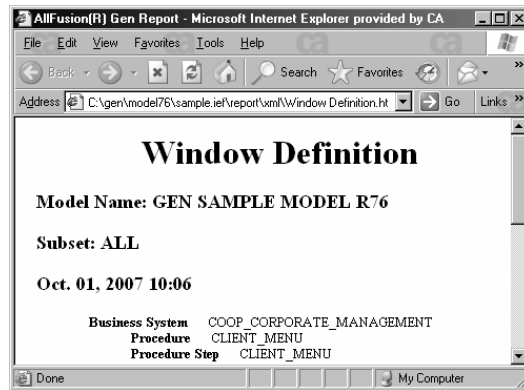 AllFusion(R) Gen Report - Microsoft Internet Explorer provided by CA
File Edit View Favorites Tools Help
Back Search Favorites »
Address C:\gen\model76\sample.ief\report\xml\Window Definition.ht Go Links »
Window Definition
Model Name: GEN SAMPLE MODEL R76
Subset: ALL
Oct. 01, 2007 10:06
Business System COOP_CORPORATE_MANAGEMENT
Procedure CLIENT_MENU
Procedure Step CLIENT_MENU
Done My Computer